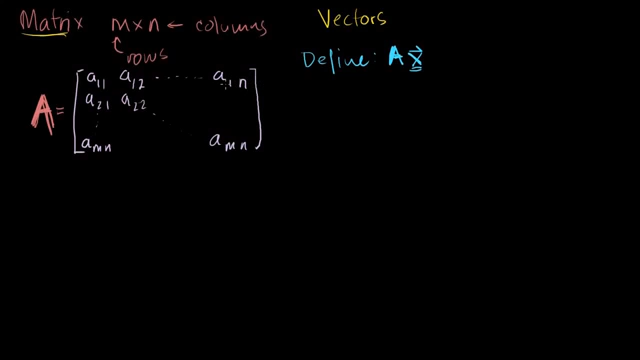 Matrix m×n ← columns
rows
A = [a₁₁ a₁₂ ...... a₁n
a₂₁ a₂₂
⋮ ⋱
aₘₙ aₘₙ]
Vectors
Define: A x⃗